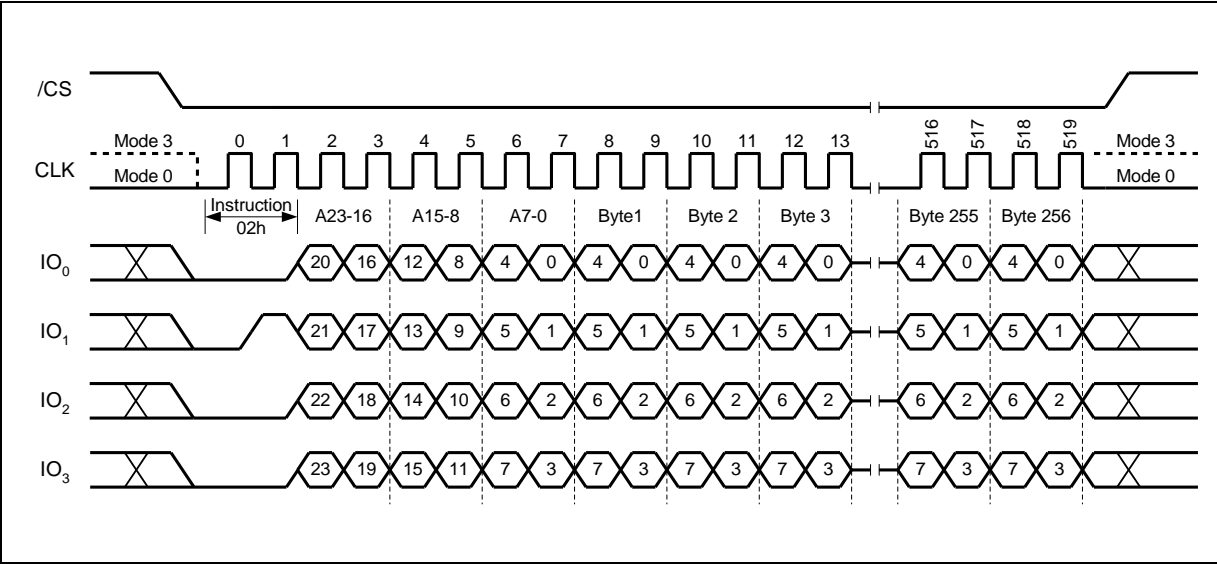 /CS
Mode 3 0 1 2 3 4 5 6 7 8 9 10 11 12 13 516 517 518 519 Mode 3
CLK Mode 0 Mode 0
Instruction
02h A23-16 A15-8 A7-0 Byte1 Byte 2 Byte 3 Byte 255 Byte 256
IO0 20 16 12 8 4 0 4 0 4 0 4 0 4 0 4 0
IO1 21 17 13 9 5 1 5 1 5 1 5 1 5 1 5 1
IO2 22 18 14 10 6 2 6 2 6 2 6 2 6 2 6 2
IO3 23 19 15 11 7 3 7 3 7 3 7 3 7 3 7 3